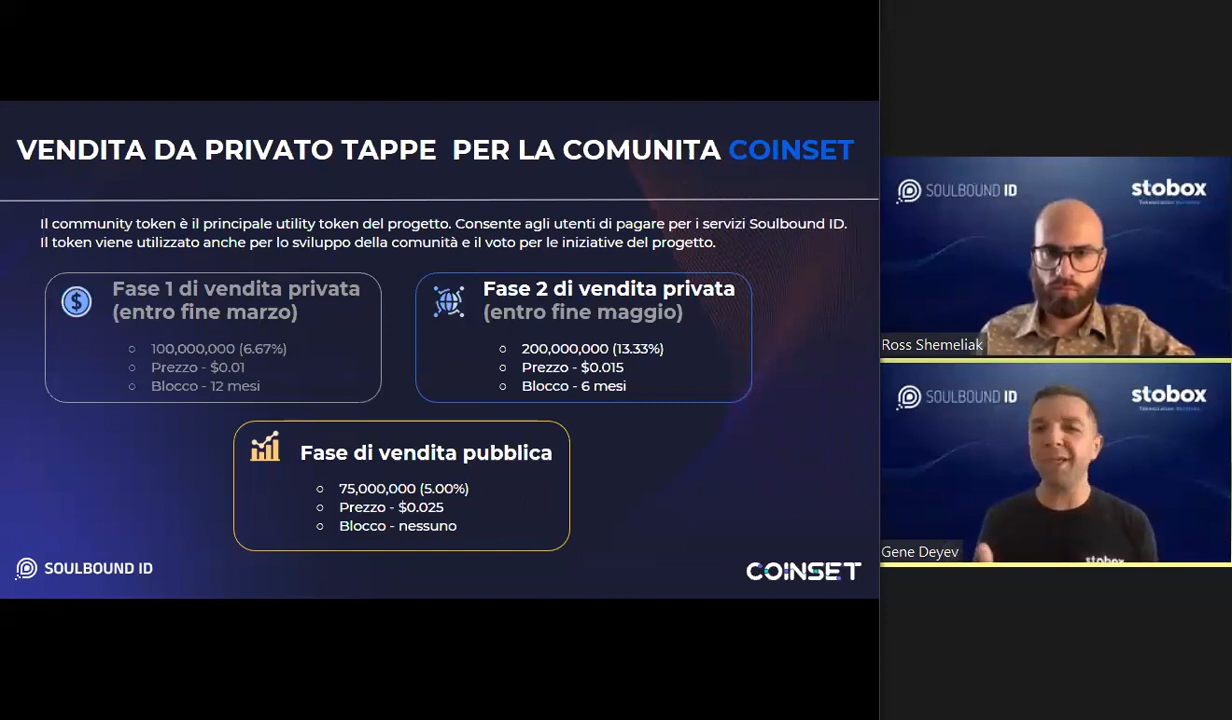 VENDITA DA PRIVATO TAPPE PER LA COMUNITA COINSET
Il community token è il principale utility token del progetto. Consente agli utenti di pagare per i servizi Soulbound ID.
Il token viene utilizzato anche per lo sviluppo della comunità e il voto per le iniziative del progetto.
Fase 1 di vendita privata
(entro fine marzo)
100,000,000 (6.67%)
Prezzo - $0.01
Blocco - 12 mesi
Fase 2 di vendita privata
(entro fine maggio)
200,000,000 (13.33%)
Prezzo - $0.015
Blocco - 6 mesi
Fase di vendita pubblica
75,000,000 (5.00%)
Prezzo - $0.025
Blocco - nessuno
SOULBOUND ID
COINSET
SOULBOUND ID
stobox
Ross Shemeliak
SOULBOUND ID
stobox
stobox
Gene Deyev